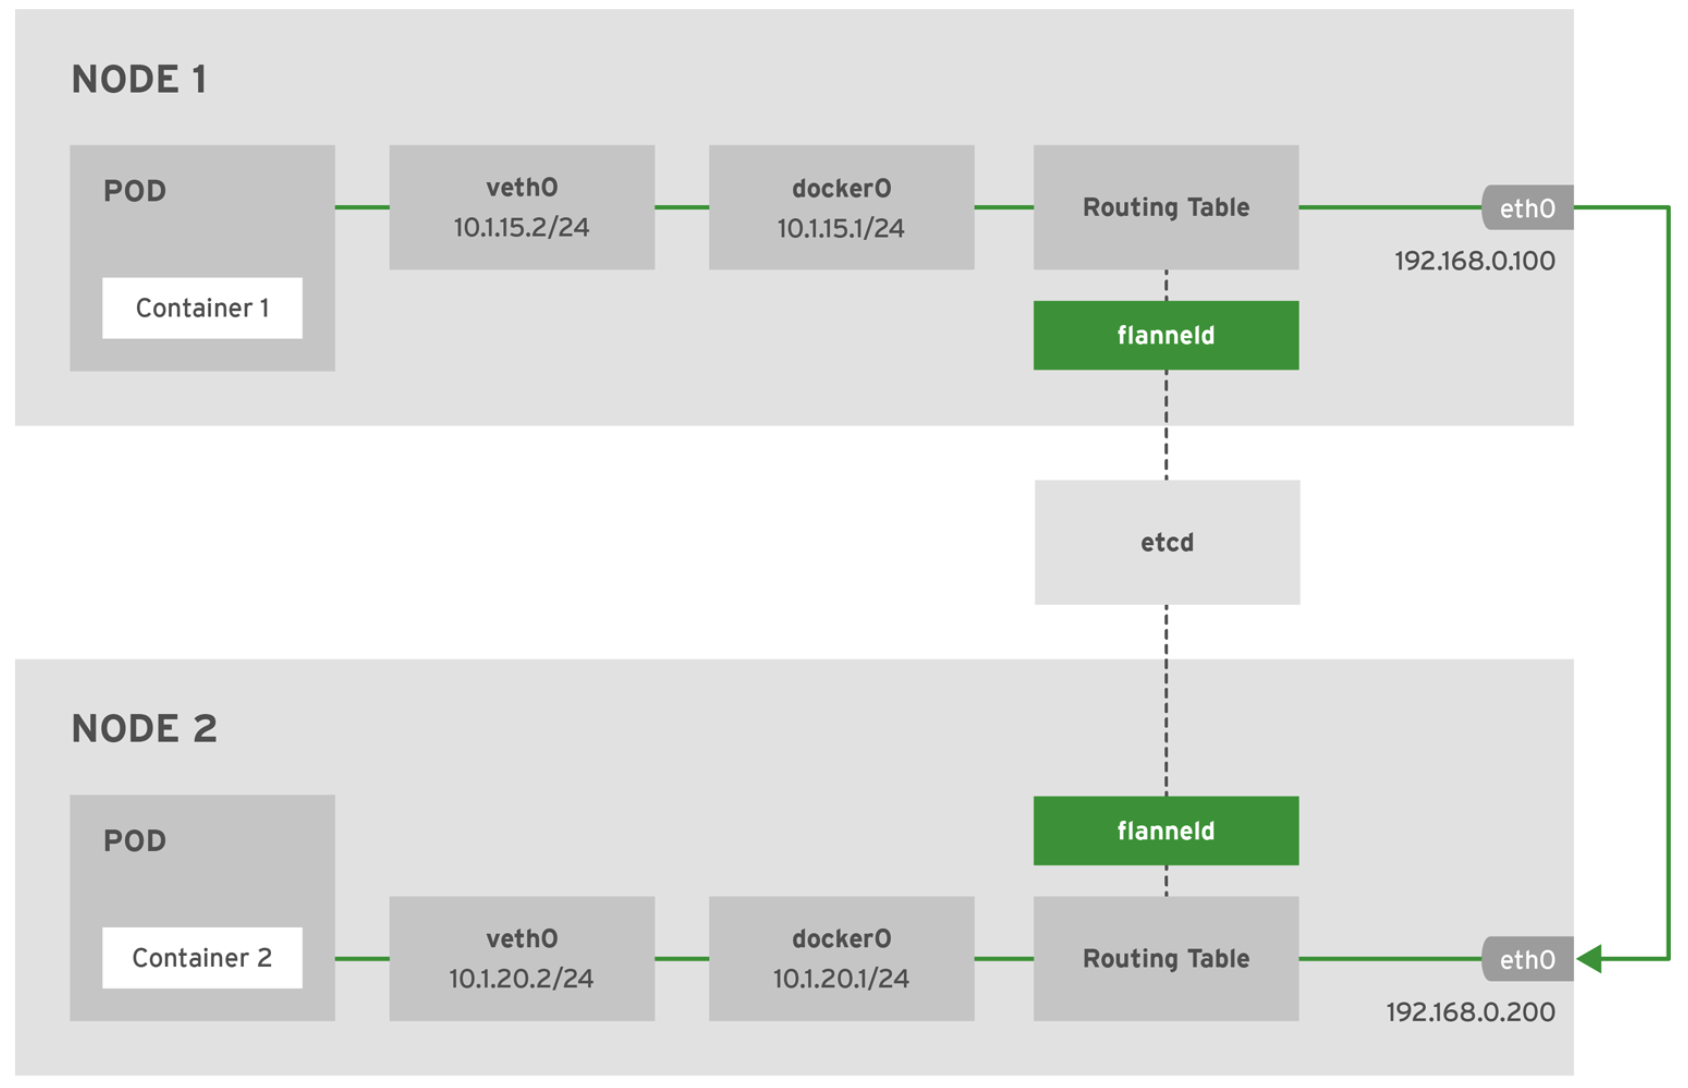 NODE 1
POD
Container 1
veth0
10.1.15.2/24
docker0
10.1.15.1/24
Routing Table
eth0
192.168.0.100
flanneld
etcd
NODE 2
POD
Container 2
flanneld
veth0
10.1.20.2/24
docker0
10.1.20.1/24
Routing Table
eth0
192.168.0.200